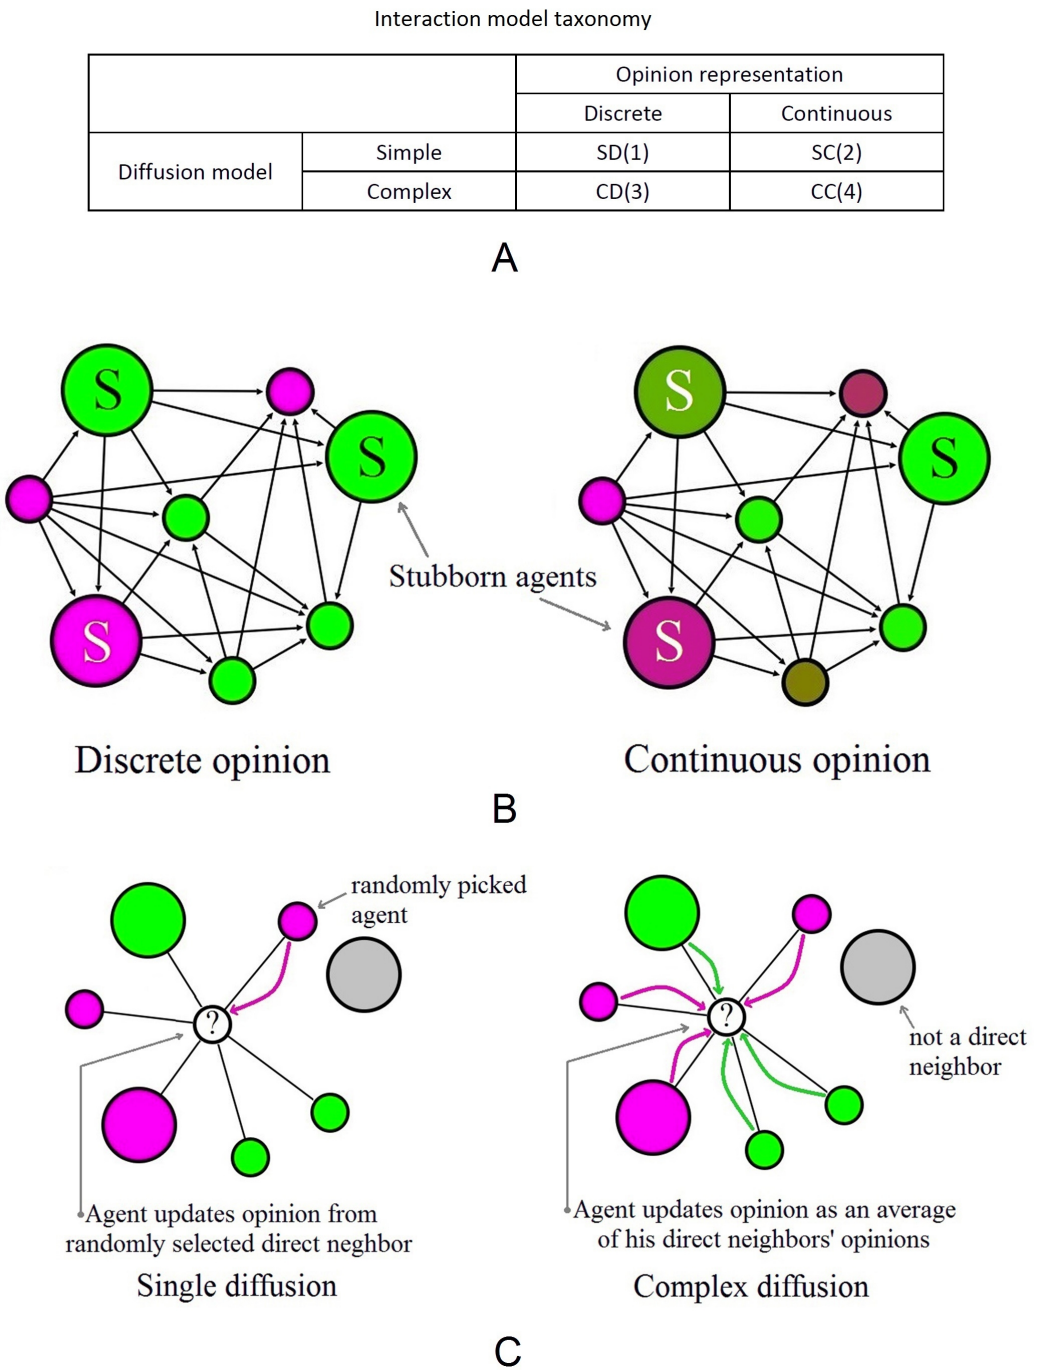 Interaction model taxonomy
Opinion representation
Discrete
Continuous
Diffusion model
Simple
SD(1)
SC(2)
Complex
CD(3)
CC(4)
A
S
S
S
Stubborn agents
S
S
S
Discrete opinion
Continuous opinion
B
randomly picked
agent
?
Agent updates opinion from
randomly selected direct neghbor
Single diffusion
?
not a direct
neighbor
Agent updates opinion as an average
of his direct neighbors' opinions
Complex diffusion
C